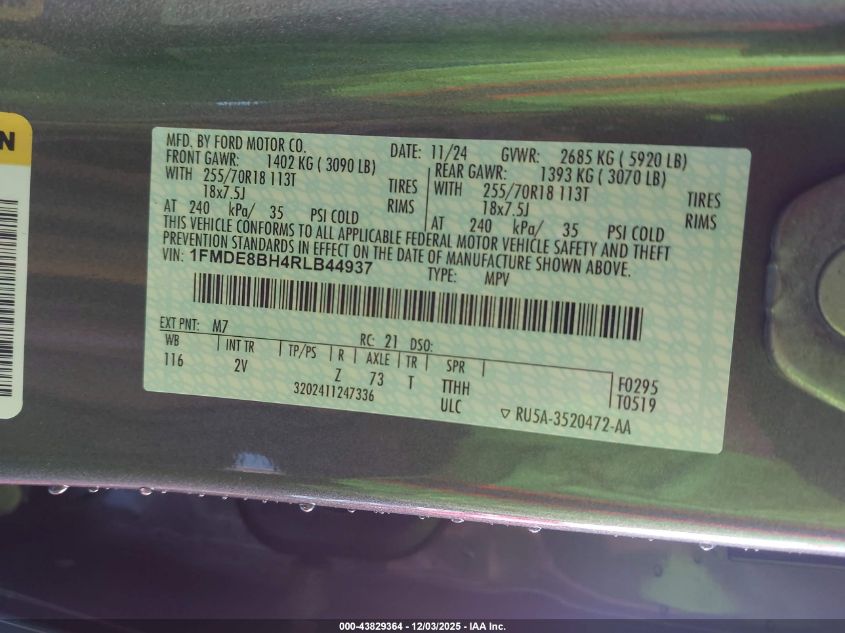 N
MFD. BY FORD MOTOR CO. DATE: 11/24 GVWR: 2685 KG ( 5920 LB)
FRONT GAWR: 1402 KG ( 3090 LB) REAR GAWR: 1393 KG ( 3070 LB)
WITH 255/70R18 113T TIRES WITH 255/70R18 113T TIRES
18x7.5J RIMS 18x7.5J RIMS
AT 240 kPa/ 35 PSI COLD AT 240 kPa/ 35 PSI COLD
THIS VEHICLE CONFORMS TO ALL APPLICABLE FEDERAL MOTOR VEHICLE SAFETY AND THEFT
PREVENTION STANDARDS IN EFFECT ON THE DATE OF MANUFACTURE SHOWN ABOVE.
VIN: 1FMDE8BH4RLB44937 TYPE: MPV
EXT PNT: M7 RC: 21 DSO:
WB INT TR TP/PS R AXLE TR SPR
116 2V Z 73 T TTHH F0295
3202411247336 ULC T0519
RU5A-3520472-AA
000-43829364 - 12/03/2025 - IAA Inc.